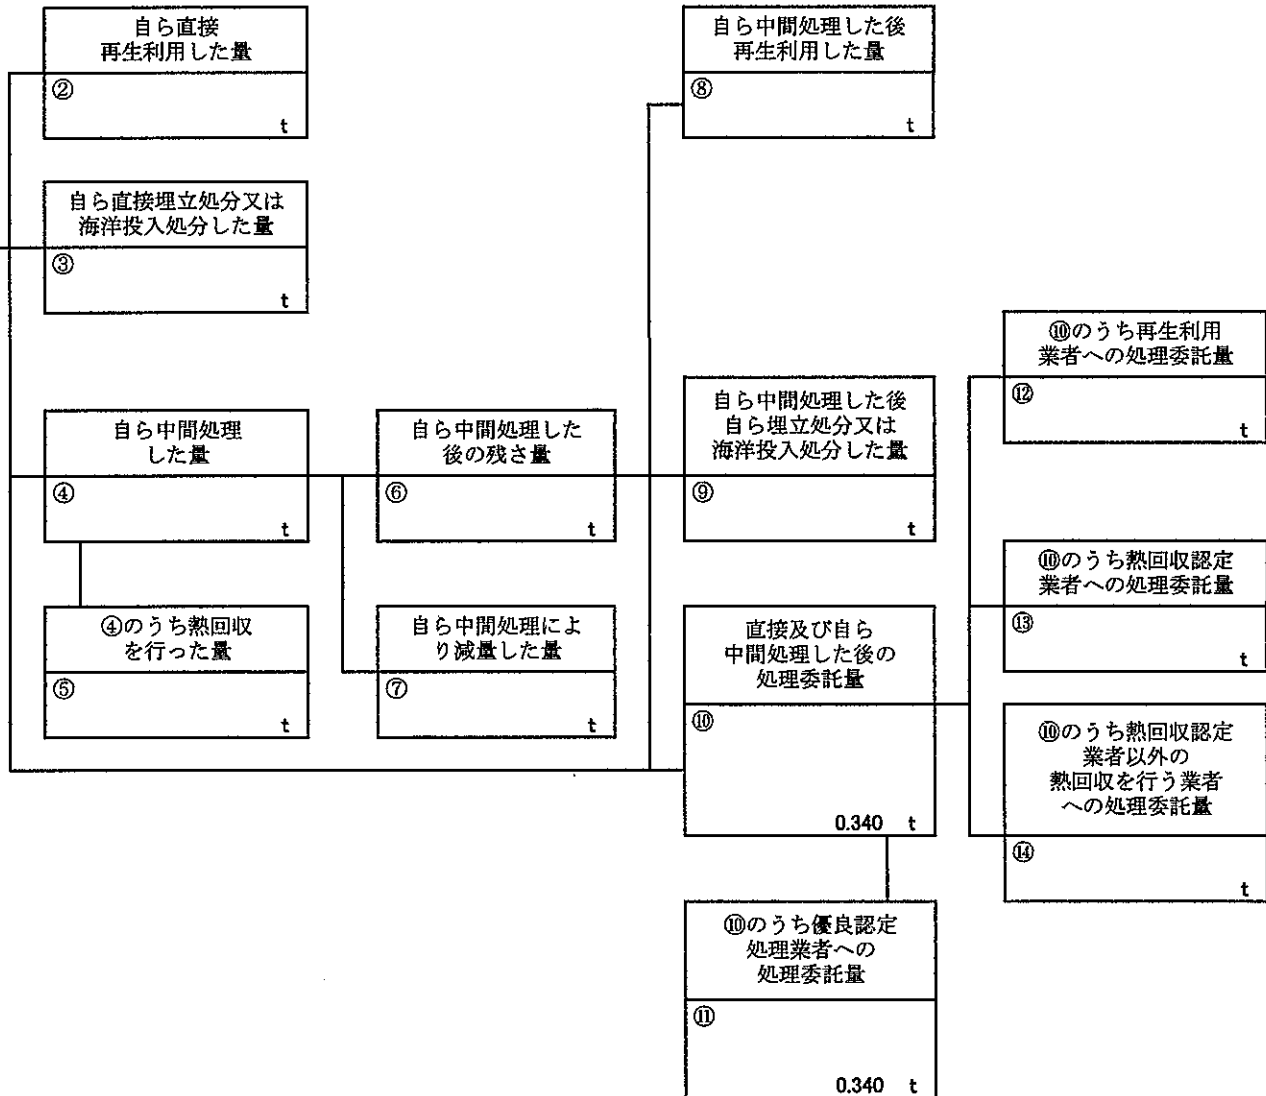 自ら直接
再生利用した量
②
t
自ら中間処理した後
再生利用した量
⑧
t
自ら直接埋立処分又は
海洋投入処分した量
③
t
⑩のうち再生利用
業者への処理委託量
⑫
t
自ら中間処理
した量
④
t
自ら中間処理した
後の残さ量
⑥
t
自ら中間処理した後
自ら埋立処分又は
海洋投入処分した量
⑨
t
⑩のうち熱回収認定
業者への処理委託量
⑬
t
④のうち熱回収
を行った量
⑤
t
自ら中間処理によ
り減量した量
⑦
t
直接及び自ら
中間処理した後の
処理委託量
⑩
0.340 t
⑩のうち熱回収認定
業者以外の
熱回収を行う業者
への処理委託量
⑭
t
⑩のうち優良認定
処理業者への
処理委託量
⑪
0.340 t